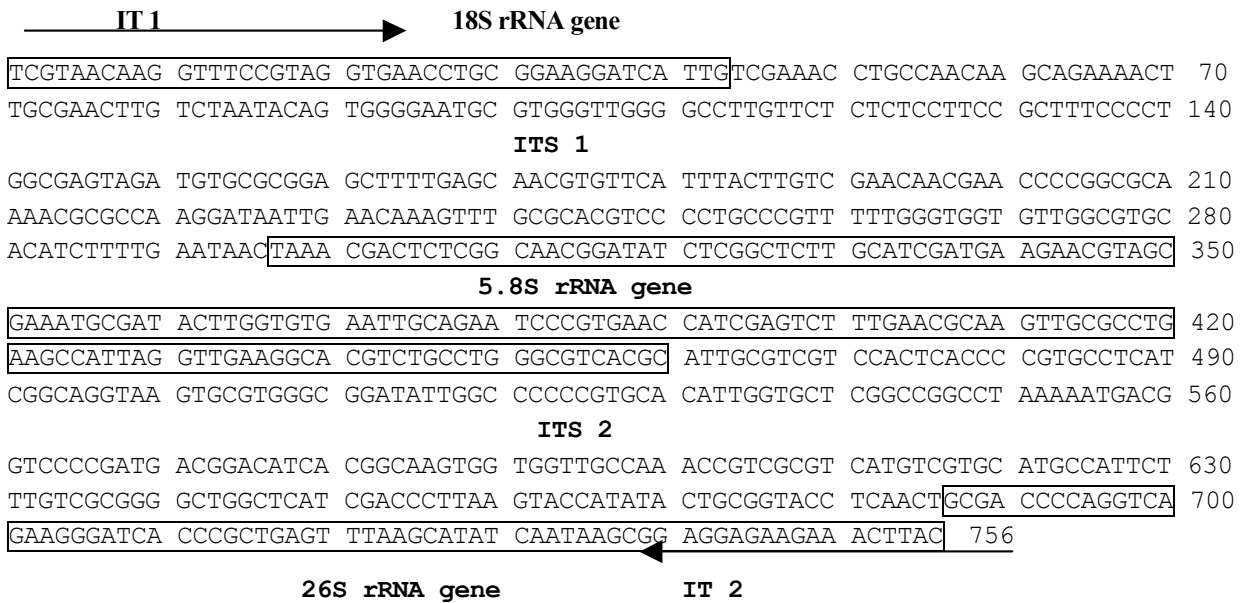 IT 1 18S rRNA gene
TCGTAACAAG GTTTCCGTAG GTGAACCTGC GGAAGGATCA TTGTCGAAAC CTGCCAACAA GCAGAAAACT 70
TGCGAACTTG TCTAATACAG TGGGGAATGC GTGGGTTGGG GCCTTGTTCT CTCTCCTTCC GCTTTCCCCT 140
ITS 1
GGCGAGTAGA TGTGCGCGGA GCTTTTGAGC AACGTGTTCA TTTACTTGTC GAACAACGAA CCCCGGCGCA 210
AAACGCGCCA AGGATAATTG AACAAAGTTT GCGCACGTCC CCTGCCCGTT TTTGGGTGGT GTTGGCGTGC 280
ACATCTTTTG AATAACTAAA CGACTCTCGG CAACGGATAT CTCGGCTCTT GCATCGATGA AGAACGTAGC 350
5.8S rRNA gene
GAAATGCGAT ACTTGGTGTG AATTGCAGAA TCCCGTGAAC CATCGAGTCT TTGAACGCAA GTTGCGCCTG 420
AAGCCATTAG GTTGAAGGCA CGTCTGCCTG GGCGTCACGC ATTGCGTCGT CCACTCACCC CGTGCCTCAT 490
CGGCAGGTAA GTGCGTGGGC GGATATTGGC CCCCCGTGCA CATTGGTGCT CGGCCGGCCT AAAAATGACG 560
ITS 2
GTCCCCGATG ACGGACATCA CGGCAAGTGG TGGTTGCCAA ACCGTCGCGT CATGTCGTGC ATGCCATTCT 630
TTGTCGCGGG GCTGGCTCAT CGACCCTTAA GTACCATATA CTGCGGTACC TCAACTGCGA CCCCAGGTCA 700
GAAGGGATCA CCCGCTGAGT TTAAGCATAT CAATAAGCGG AGGAGAAGAA ACTTAC 756
26S rRNA gene IT 2